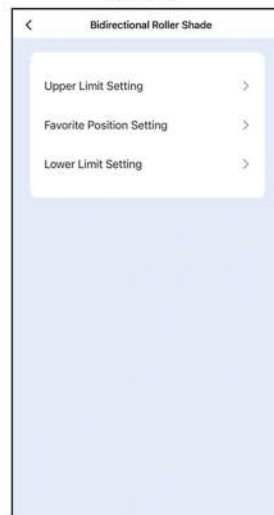 Bidirectional Roller Shade
Upper Limit Setting
Favorite Position Setting
Lower Limit Setting